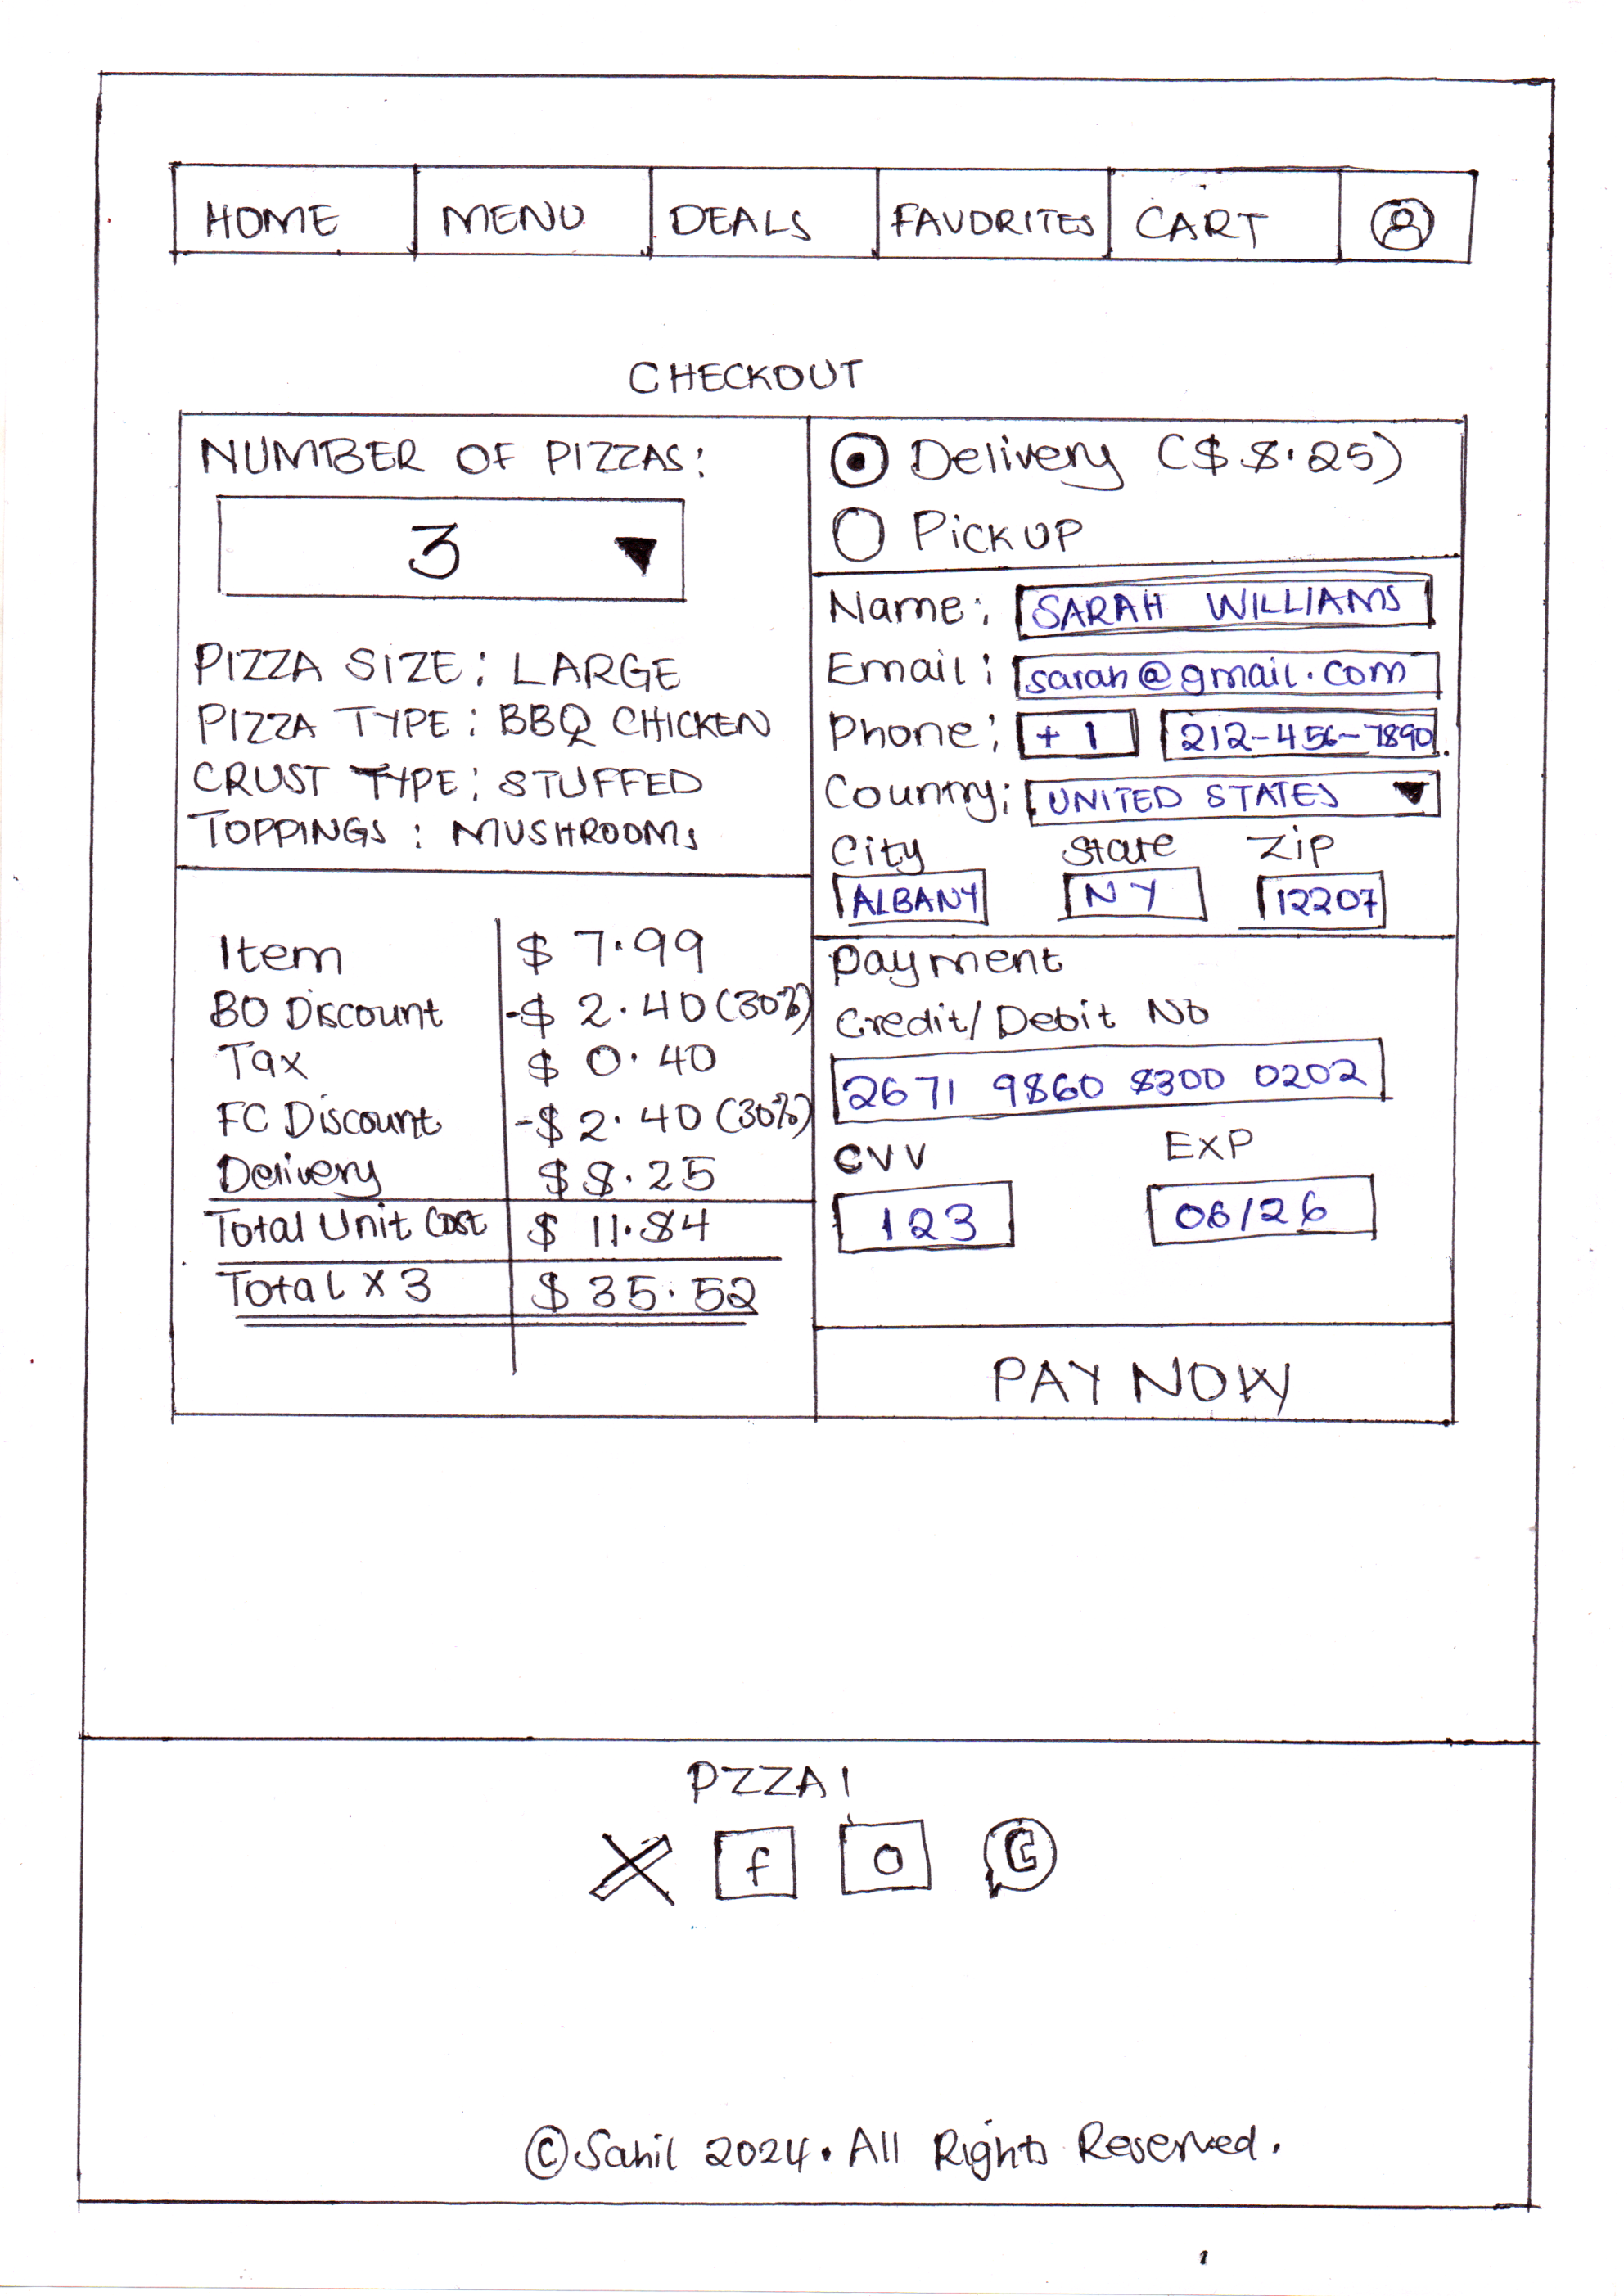 HOME MENU DEALS FAVORITES CART
CHECKOUT
NUMBER OF PIZZAS:
3
PIZZA SIZE: LARGE
PIZZA TYPE: BBQ CHICKEN
CRUST TYPE: STUFFED
TOPPINGS: MUSHROOMS
Item $ 7.99
BO Discount -$ 2.40 (30%)
Tax $ 0.40
FC Discount -$ 2.40 (30%)
Delivery $ 8.25
Total Unit Cost $ 11.84
Total x 3 $ 35.52
Delivery ($ 8.25)
Pick UP
Name: SARAH WILLIAMS
Email: sarah@gmail.com
Phone: +1 212-456-7890
Country: UNITED STATES
City State Zip
ALBANY NY 12207
Payment
Credit/Debit No
2671 9860 8300 0202
CVV EXP
123 06/26
PAY NOW
PZZA!
X f
© Sahil 2024. All Rights Reserved.